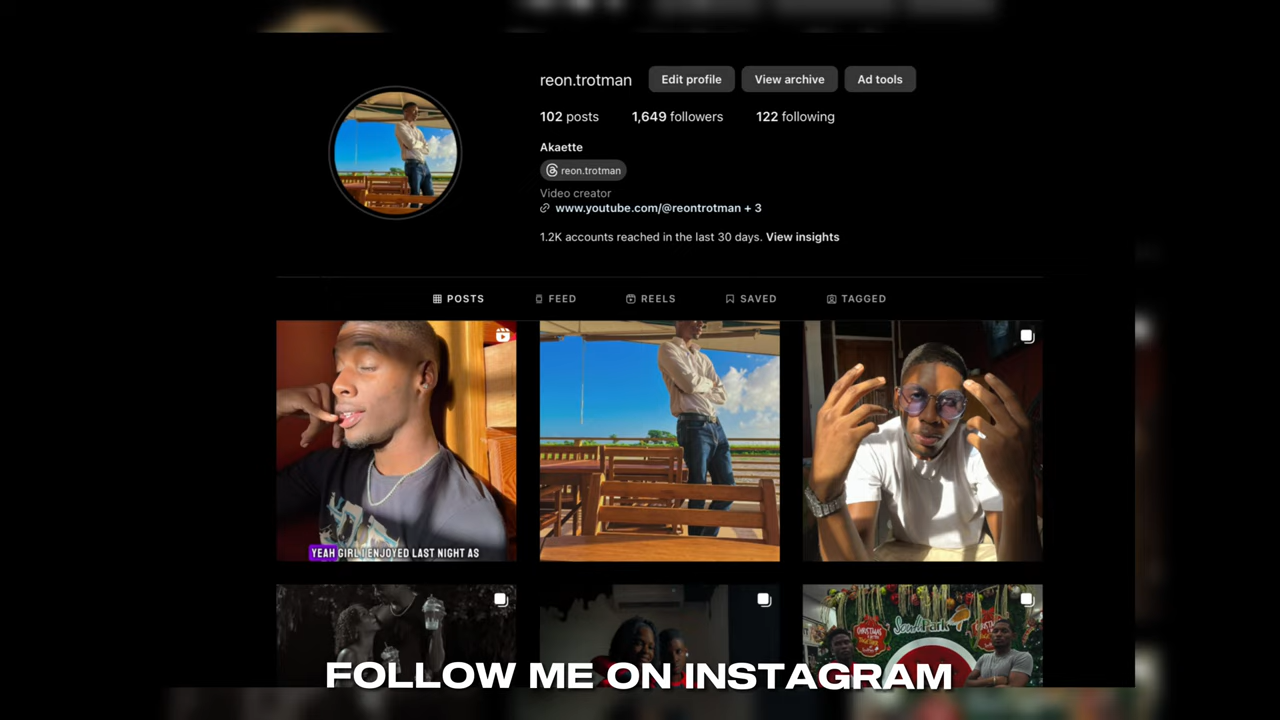 reon.trotman Edit profile View archive Ad tools
102 posts 1,649 followers 122 following
Akaette
reon.trotman
Video creator
www.youtube.com/@reontrotman + 3
1.2K accounts reached in the last 30 days. View insights
POSTS FEED REELS SAVED TAGGED
YEAH GIRL I ENJOYED LAST NIGHT AS
SouthPark
CHRISTMAS
FOLLOW ME ON INSTAGRAM